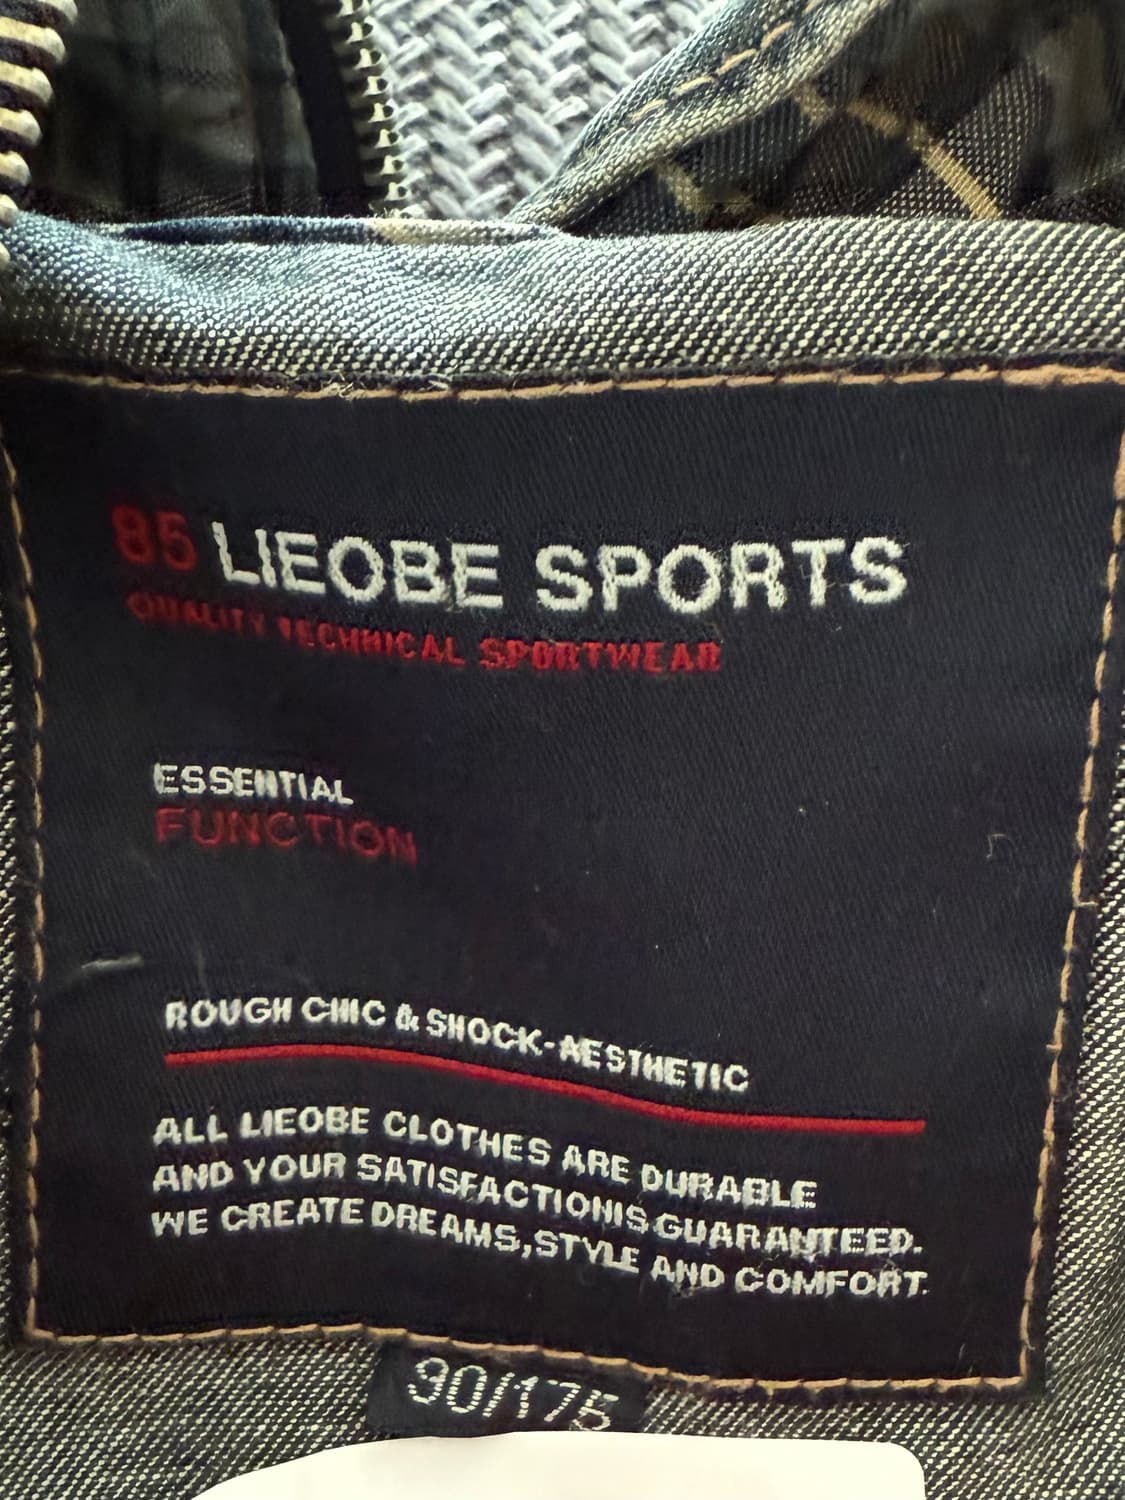 85 LIEOBE SPORTS
QUALITY TECHNICAL SPORTWEAR
ESSENTIAL
FUNCTION
ROUGH CHIC & SHOCK-AESTHETIC
ALL LIEOBE CLOTHES ARE DURABLE
AND YOUR SATISFACTIONIS GUARANTEED.
WE CREATE DREAMS,STYLE AND COMFORT.
90/175